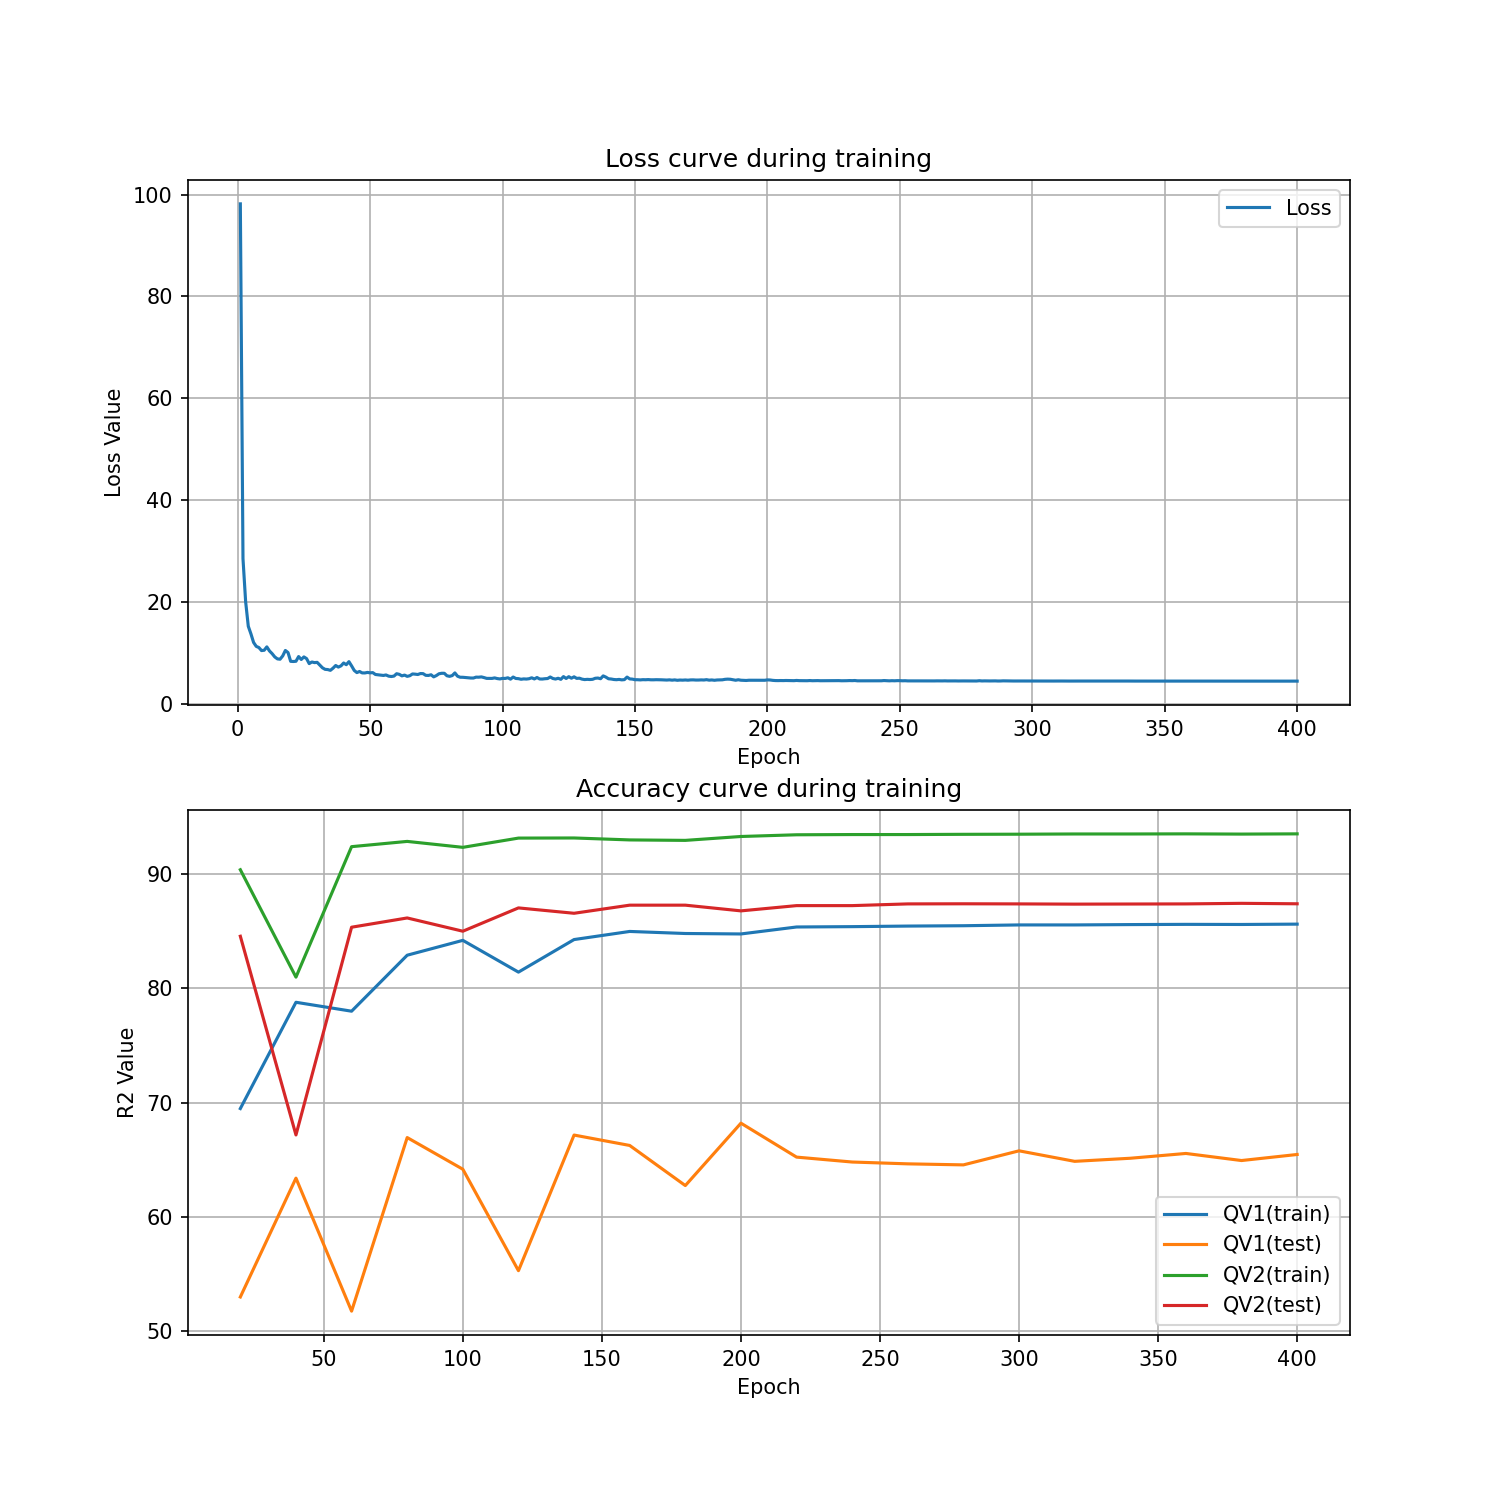 Loss curve during training
100
80
60
40
20
0
Loss Value
Loss
0 50 100 150 200 250 300 350 400
Epoch
Accuracy curve during training
90
80
70
60
50
R2 Value
QV1(train)
QV1(test)
QV2(train)
QV2(test)
50 100 150 200 250 300 350 400
Epoch